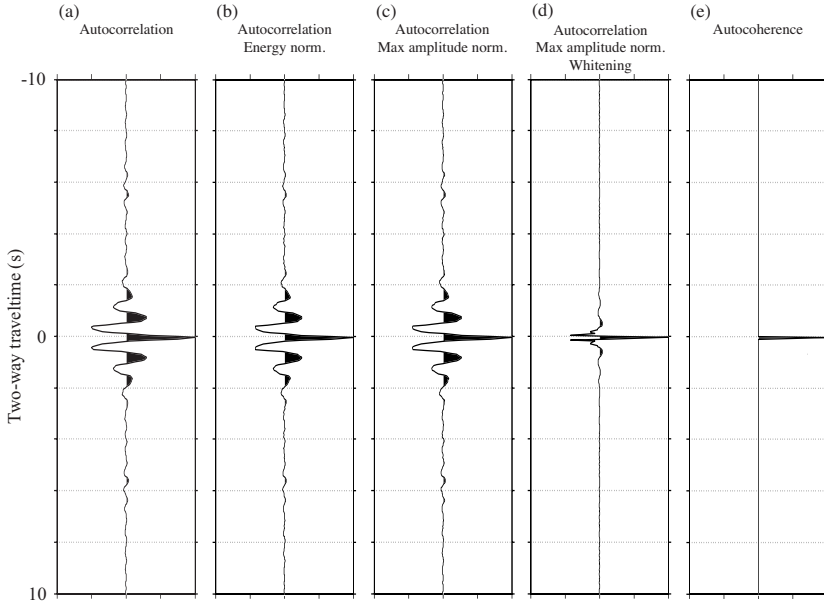 (a)
Autocorrelation
(b)
Autocorrelation
Energy norm.
(c)
Autocorrelation
Max amplitude norm.
(d)
Autocorrelation
Max amplitude norm.
Whitening
(e)
Autocoherence
Two-way traveltime (s)
-10
0
10